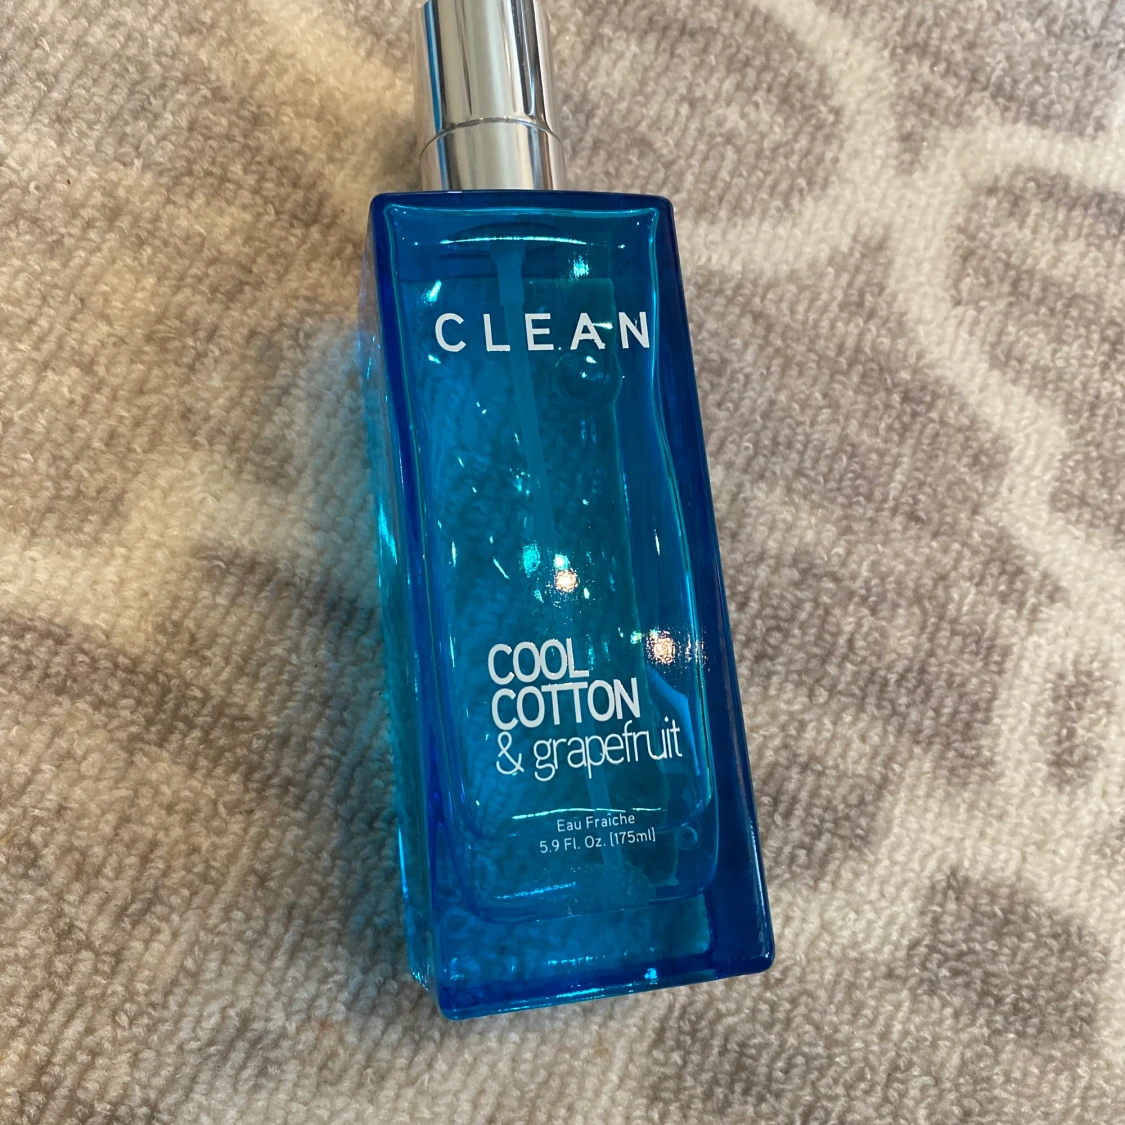 CLEAN
COOL
COTTON
& grapefruit
Eau Fraiche
5.9 Fl. Oz. [175ml]